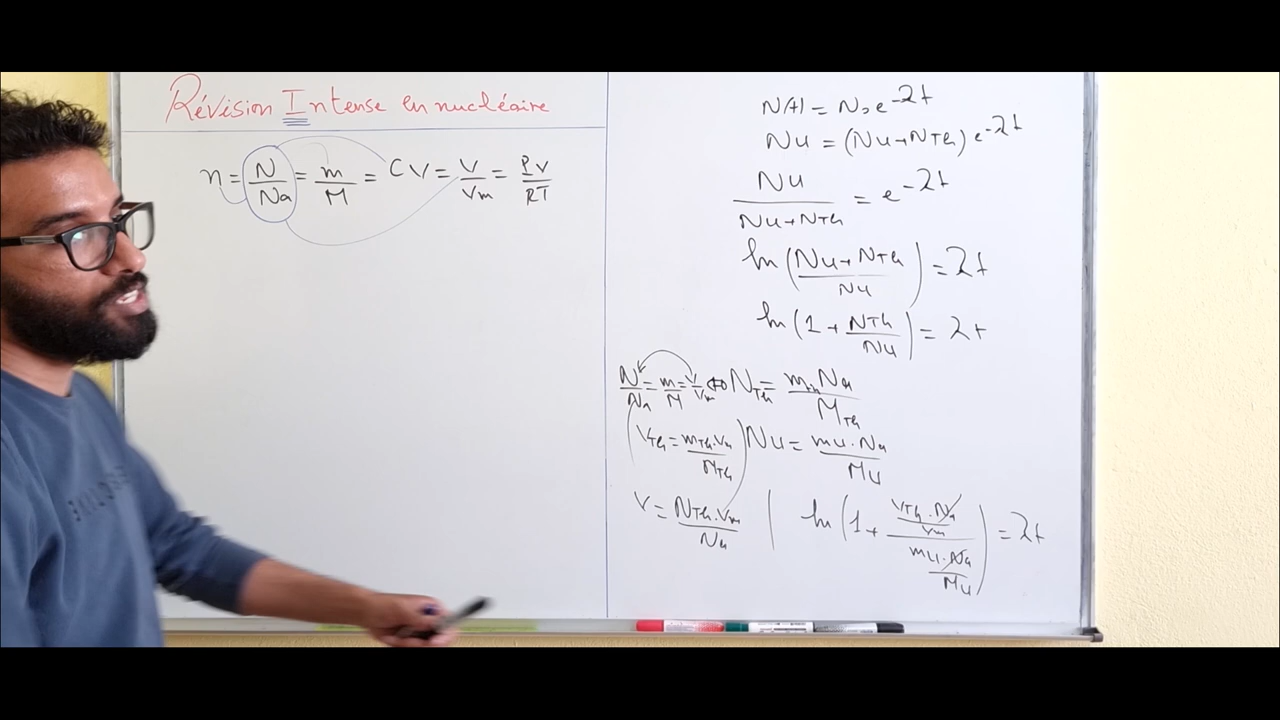 Révision Intense en nucléaire
n = N/Na = m/M = CV = V/Vm = PV/RT
N(t) = N₀e^-λt
Nu = (Nu+NTh)e^-λt
Nu/(Nu+NTh) = e^-λt
ln((Nu+NTh)/Nu) = λt
ln(1+NTh/Nu) = λt
N/Na = m/M = V/Vm ⇔ NTh = mTh Na/MTh
(VTh = mTh.Vm/MTh) Nu = mu.Na/Mu
V = NTh.Vm/Na | ln(1+(VTh.Na/Vm)/(mu.Na/Mu)) = λt